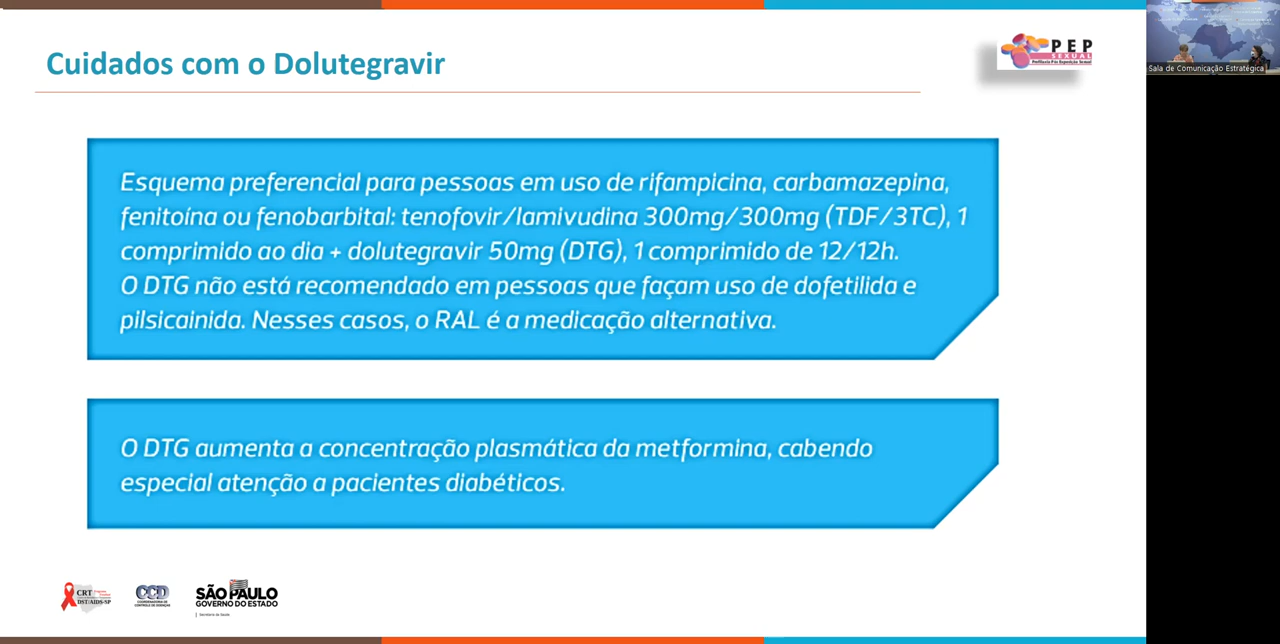 Cuidados com o Dolutegravir
PEP
SEXUAL
Profilaxia Pós Exposição Sexual
Sala de Comunicação Estratégica
Esquema preferencial para pessoas em uso de rifampicina, carbamazepina,
fenitoína ou fenobarbital: tenofovir/lamivudina 300mg/300mg (TDF/3TC), 1
comprimido ao dia + dolutegravir 50mg (DTG), 1 comprimido de 12/12h.
O DTG não está recomendado em pessoas que façam uso de dofetilida e
pilsicainida. Nesses casos, o RAL é a medicação alternativa.
O DTG aumenta a concentração plasmática da metformina, cabendo
especial atenção a pacientes diabéticos.
CRT
DST/AIDS-SP
CCD
COORDENADORIA DE
CONTROLE DE DOENÇAS
SÃO PAULO
GOVERNO DO ESTADO
Secretaria da Saúde